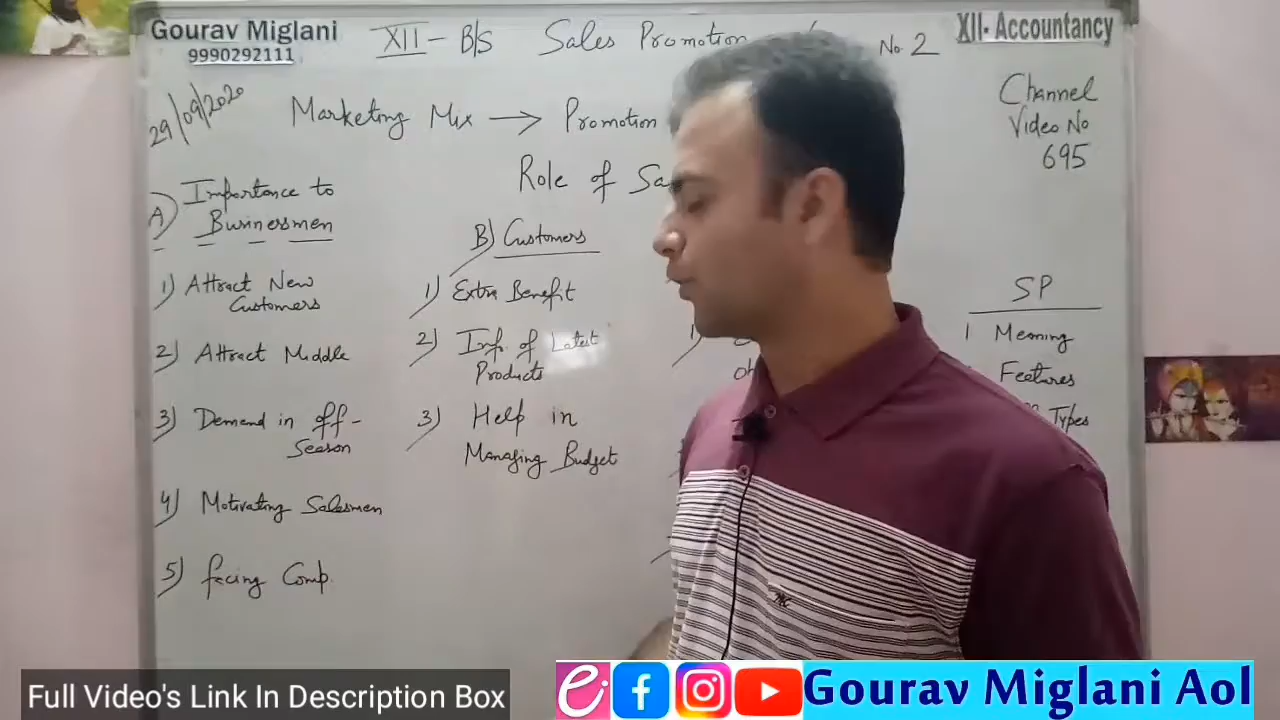 Gourav Miglani
9990292111
XII - B/S Sales Promotion
No 2
XII- Accountancy
29/09/2020
Marketing Mix → Promotion
Channel
Video No
695
Role of Sa
A) Importance to
Businesmen
1) Attract New
Customers
2) Attract Middle
3) Demand in off-
Season
4) Motivating Salesmen
5) facing Comp.
B) Customers
1) Extra Benefit
2) Inf. of Latest
Products
3) Help in
Managing Budget
1)
SP
1 Meaning
Features
Types
Full Video's Link In Description Box
Gourav Miglani Aol